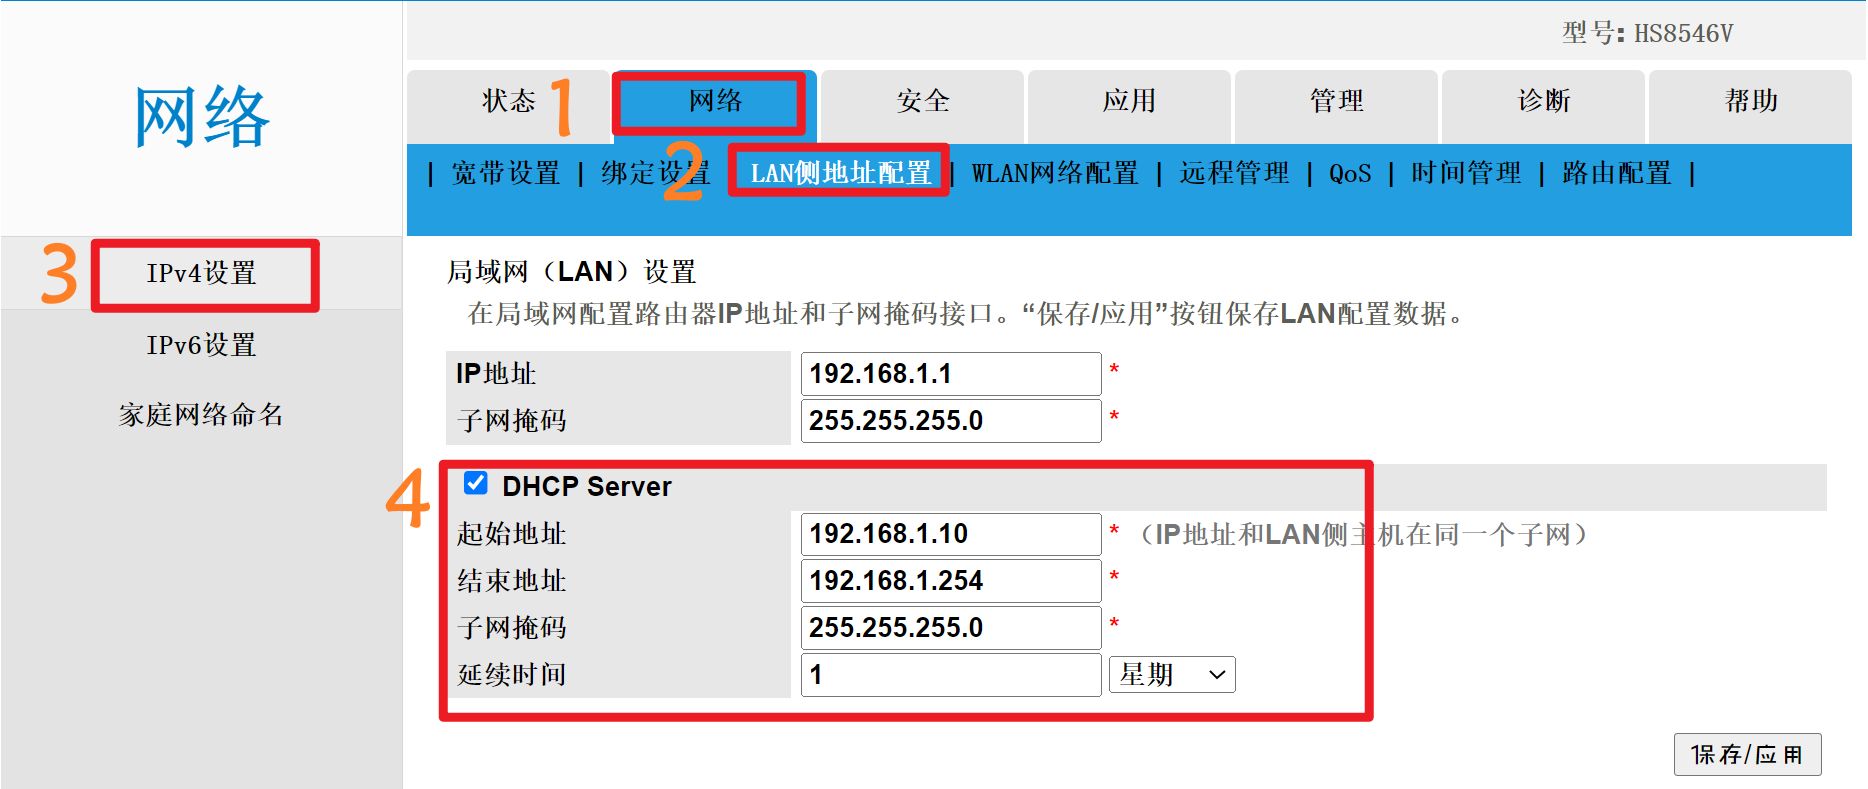 型号: HS8546V
网络
状态 1 网络 安全 应用 管理 诊断 帮助
| 宽带设置 | 绑定设置 2 LAN侧地址配置 | WLAN网络配置 | 远程管理 | QoS | 时间管理 | 路由配置 |
3 IPv4设置
IPv6设置
家庭网络命名
局域网（LAN）设置
在局域网配置路由器IP地址和子网掩码接口。“保存/应用”按钮保存LAN配置数据。
IP地址 192.168.1.1 *
子网掩码 255.255.255.0 *
4 DHCP Server
起始地址 192.168.1.10 * （IP地址和LAN侧主机在同一个子网）
结束地址 192.168.1.254 *
子网掩码 255.255.255.0 *
延续时间 1 星期
保存/应用